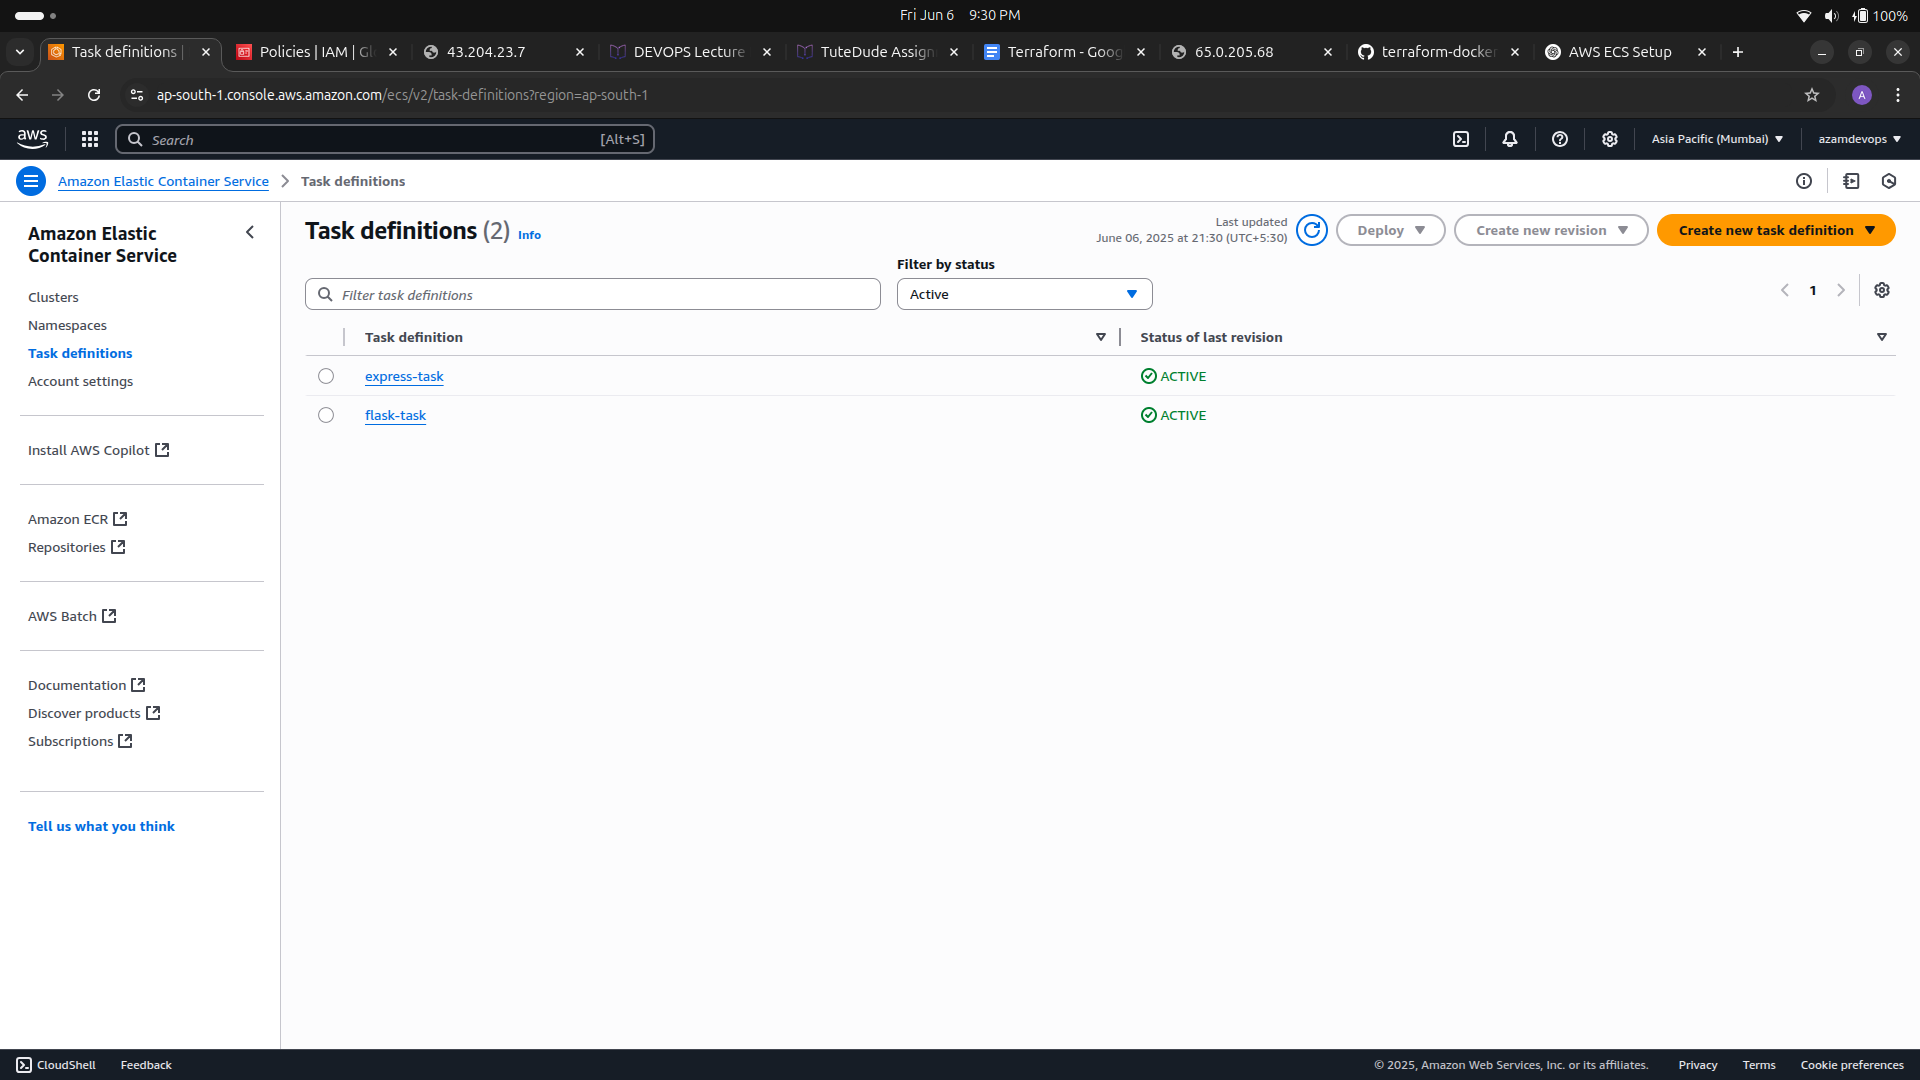 Fri Jun 6 9:30 PM
100%
Task definitions |
Policies | IAM | Gl
43.204.23.7
DEVOPS Lecture
TuteDude Assign
Terraform - Goog
65.0.205.68
terraform-docker
AWS ECS Setup
ap-south-1.console.aws.amazon.com/ecs/v2/task-definitions?region=ap-south-1
A
aws
Search
[Alt+S]
Asia Pacific (Mumbai)
azamdevops
Amazon Elastic Container Service
Task definitions
Amazon Elastic
Container Service
Clusters
Namespaces
Task definitions
Account settings
Install AWS Copilot
Amazon ECR
Repositories
AWS Batch
Documentation
Discover products
Subscriptions
Tell us what you think
Task definitions (2) Info
Last updated
June 06, 2025 at 21:30 (UTC+5:30)
Deploy
Create new revision
Create new task definition
Filter task definitions
Filter by status
Active
1
Task definition
Status of last revision
express-task
ACTIVE
flask-task
ACTIVE
CloudShell
Feedback
© 2025, Amazon Web Services, Inc. or its affiliates.
Privacy
Terms
Cookie preferences